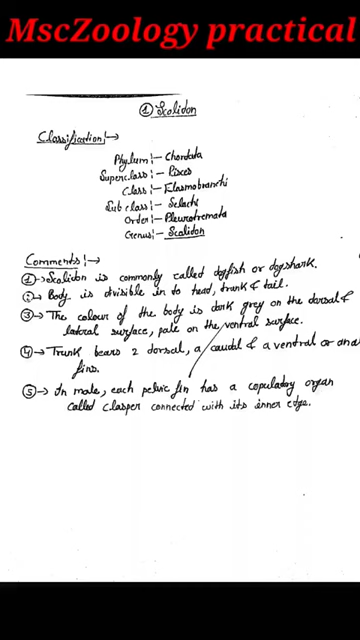 MscZoology practical
① Scolidon
Classification:→
Phylum:- Chordata
Superclass:- Pisces
Class:- Elasmobranchi
Sub class:- Selachi
Order:- Pleurotremata
Genus:- Scalidon
Comments:→
①→ Scolidon is commonly called dogfish or dogshark.
②→ Body is divisible in to head, trunk & tail.
③→ The colour of the body is dark grey on the dorsal &
lateral surface, pale on the ventral surface.
④→ Trunk bears 2 dorsal, a caudal & a ventral or
fins.
⑤→ In male, each pelvic fin has a copulatory organ
called clasper connected with its inner edge.